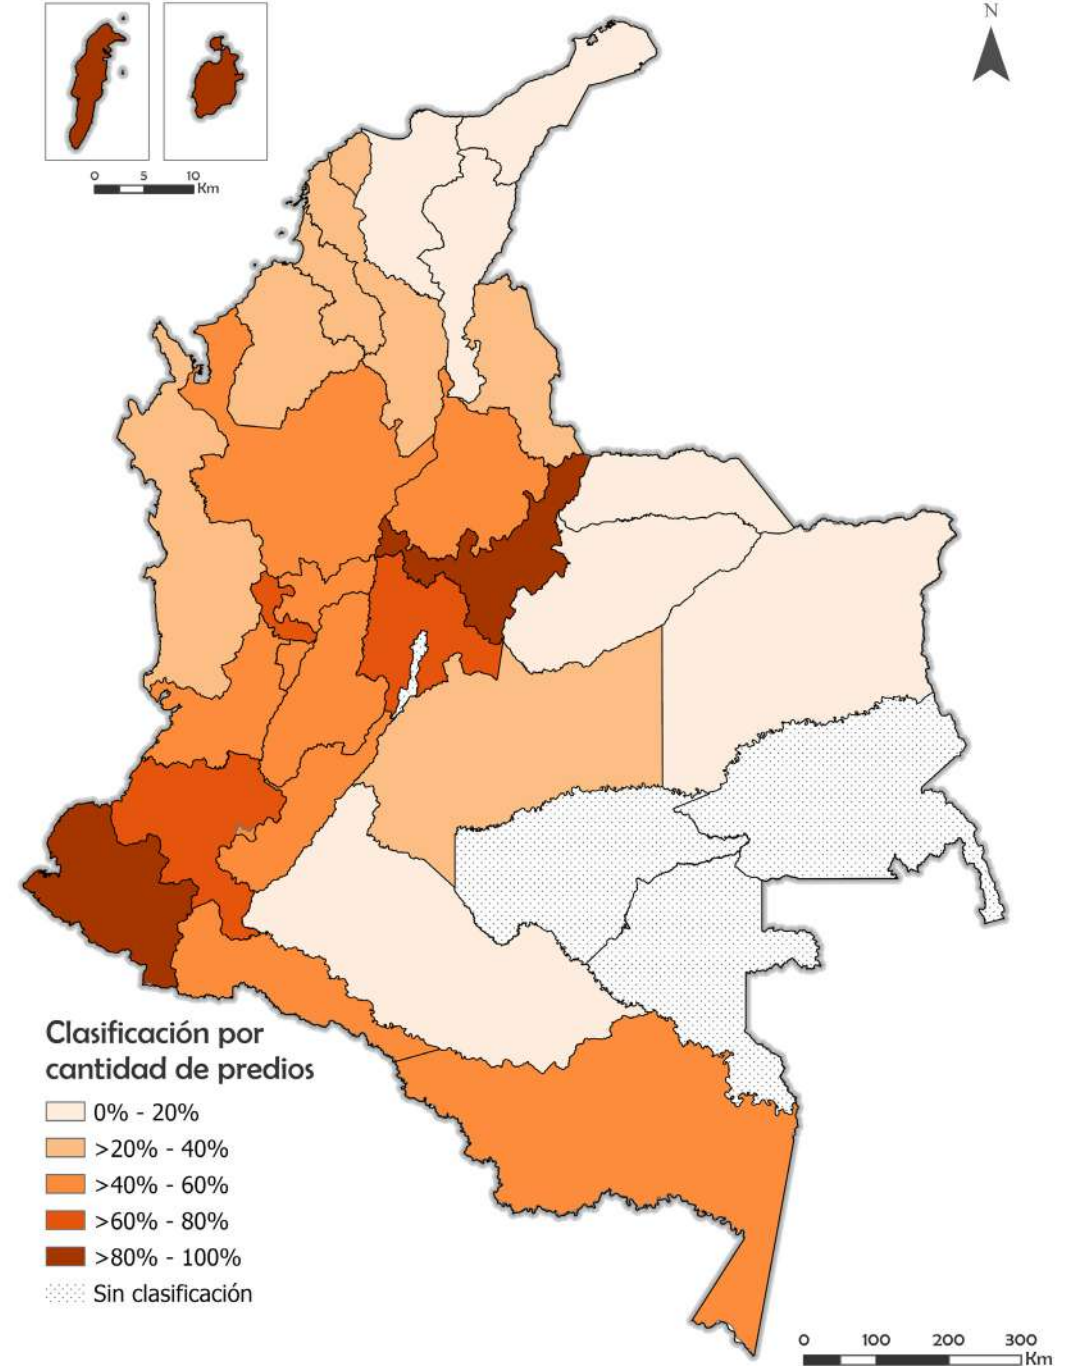 N
0 5 10
Km
Clasificación por
cantidad de predios
0% - 20%
>20% - 40%
>40% - 60%
>60% - 80%
>80% - 100%
Sin clasificación
0 100 200 300
Km